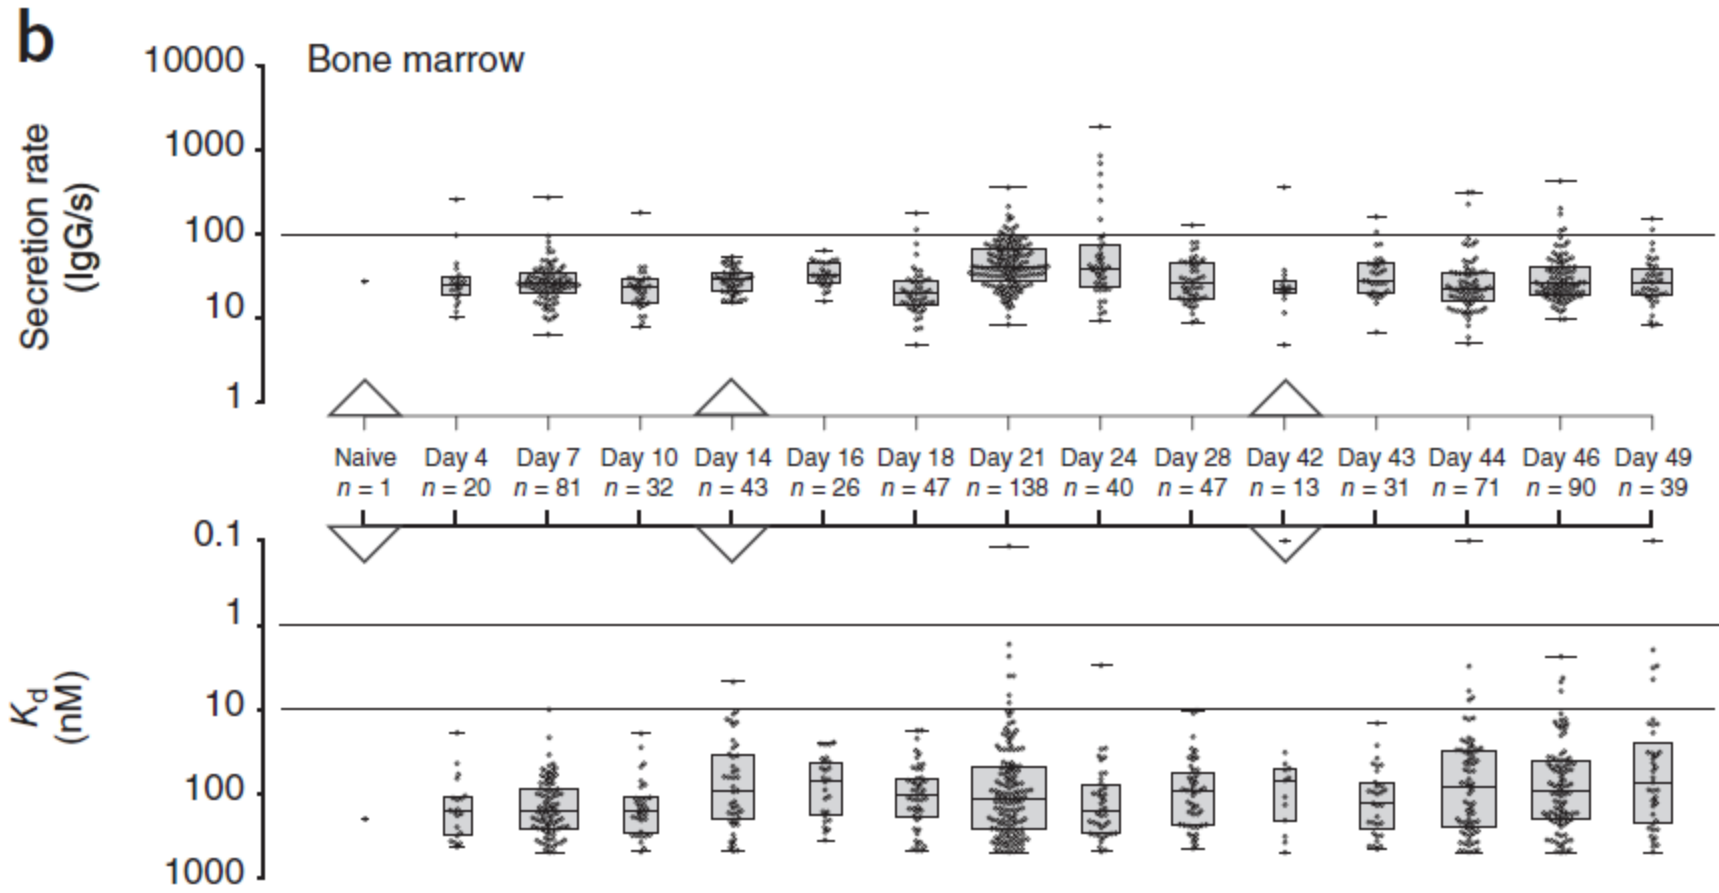 b
Bone marrow
Secretion rate
(IgG/s)
10000
1000
100
10
1
Naive Day 4 Day 7 Day 10 Day 14 Day 16 Day 18 Day 21 Day 24 Day 28 Day 42 Day 43 Day 44 Day 46 Day 49
n = 1 n = 20 n = 81 n = 32 n = 43 n = 26 n = 47 n = 138 n = 40 n = 47 n = 13 n = 31 n = 71 n = 90 n = 39
Kd
(nM)
0.1
1
10
100
1000